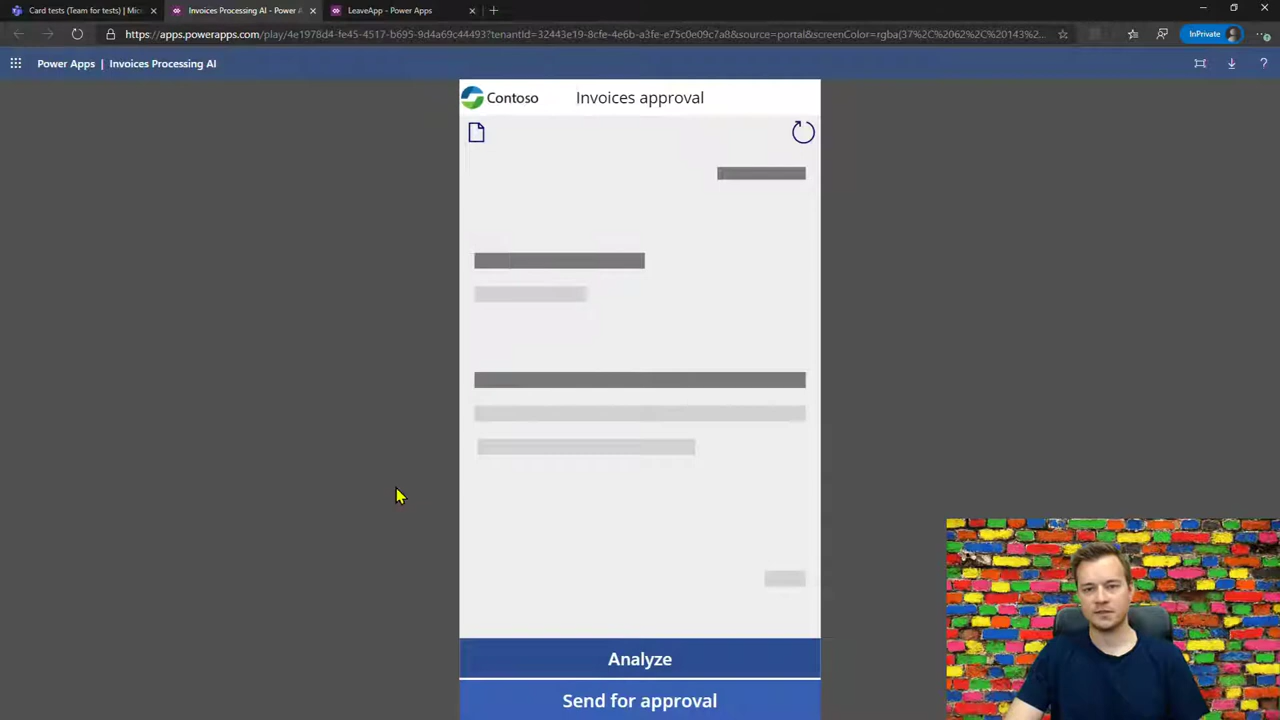 Card tests (Team for tests) | Micr
Invoices Processing AI - Power A
LeaveApp - Power Apps
https://apps.powerapps.com/play/4e1978d4-fe45-4517-b695-9d4a69c44493?tenantId=32443e19-8cfe-4e6b-a3fe-e75c0e09c7a8&source=portal&screenColor=rgba(37%2C%2062%2C%20143%2C%2...
InPrivate
Power Apps | Invoices Processing AI
?
Contoso
Invoices approval
Analyze
Send for approval